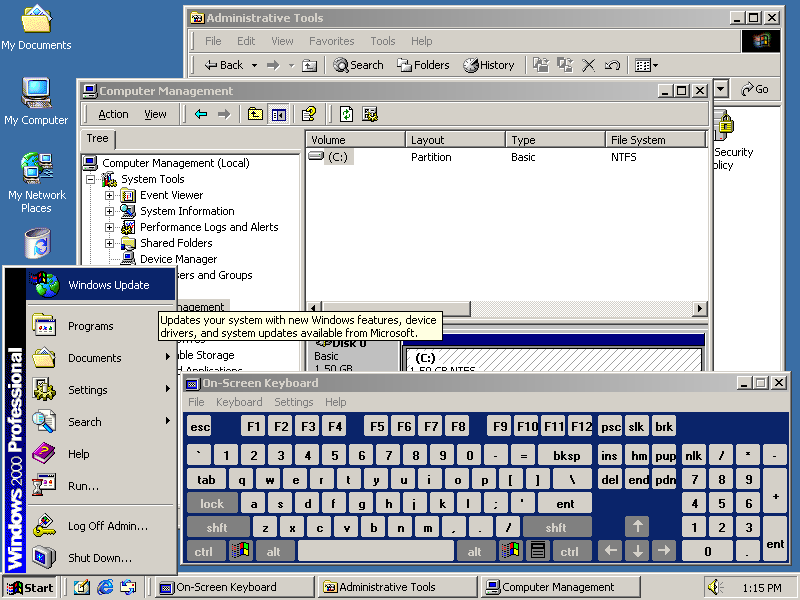 My Documents
My Computer
My Network
Places
Administrative Tools
File Edit View Favorites Tools Help
Back Search Folders History
Go
Security
olicy
Computer Management
Action View
Tree
Computer Management (Local)
System Tools
Event Viewer
System Information
Performance Logs and Alerts
Shared Folders
Device Manager
sers and Groups
nagement
ble Storage
Volume Layout Type File System
(C:) Partition Basic NTFS
Disk 0
Basic
1.50 GB
(C:)
1.50 GB NTFS
Windows 2000 Professional
Windows Update
Programs
Documents
Settings
Search
Help
Run...
Log Off Admin...
Shut Down...
Updates your system with new Windows features, device
drivers, and system updates available from Microsoft.
On-Screen Keyboard
File Keyboard Settings Help
esc F1 F2 F3 F4 F5 F6 F7 F8 F9 F10 F11 F12 psc slk brk
` 1 2 3 4 5 6 7 8 9 0 - = bksp ins hm pup nlk / * -
tab q w e r t y u i o p [ ] \ del end pdn 7 8 9 +
lock a s d f g h j k l ; ' ent 4 5 6
shft z x c v b n m , . / shft 1 2 3 ent
ctrl alt alt ctrl 0 .
Start On-Screen Keyboard Administrative Tools Computer Management 1:15 PM